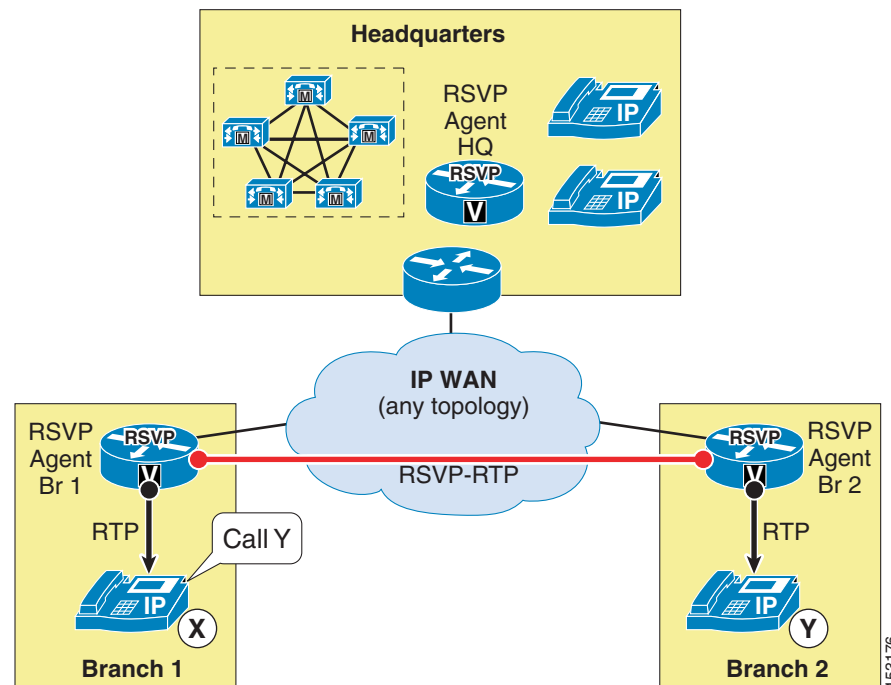 Headquarters
M
M
M
M
M
RSVP
Agent
HQ
RSVP
V
IP
IP
IP WAN
(any topology)
RSVP
Agent
Br 1
RSVP
V
RSVP-RTP
RSVP
V
RSVP
Agent
Br 2
RTP
Call Y
IP
X
Branch 1
RTP
IP
Y
Branch 2
153176